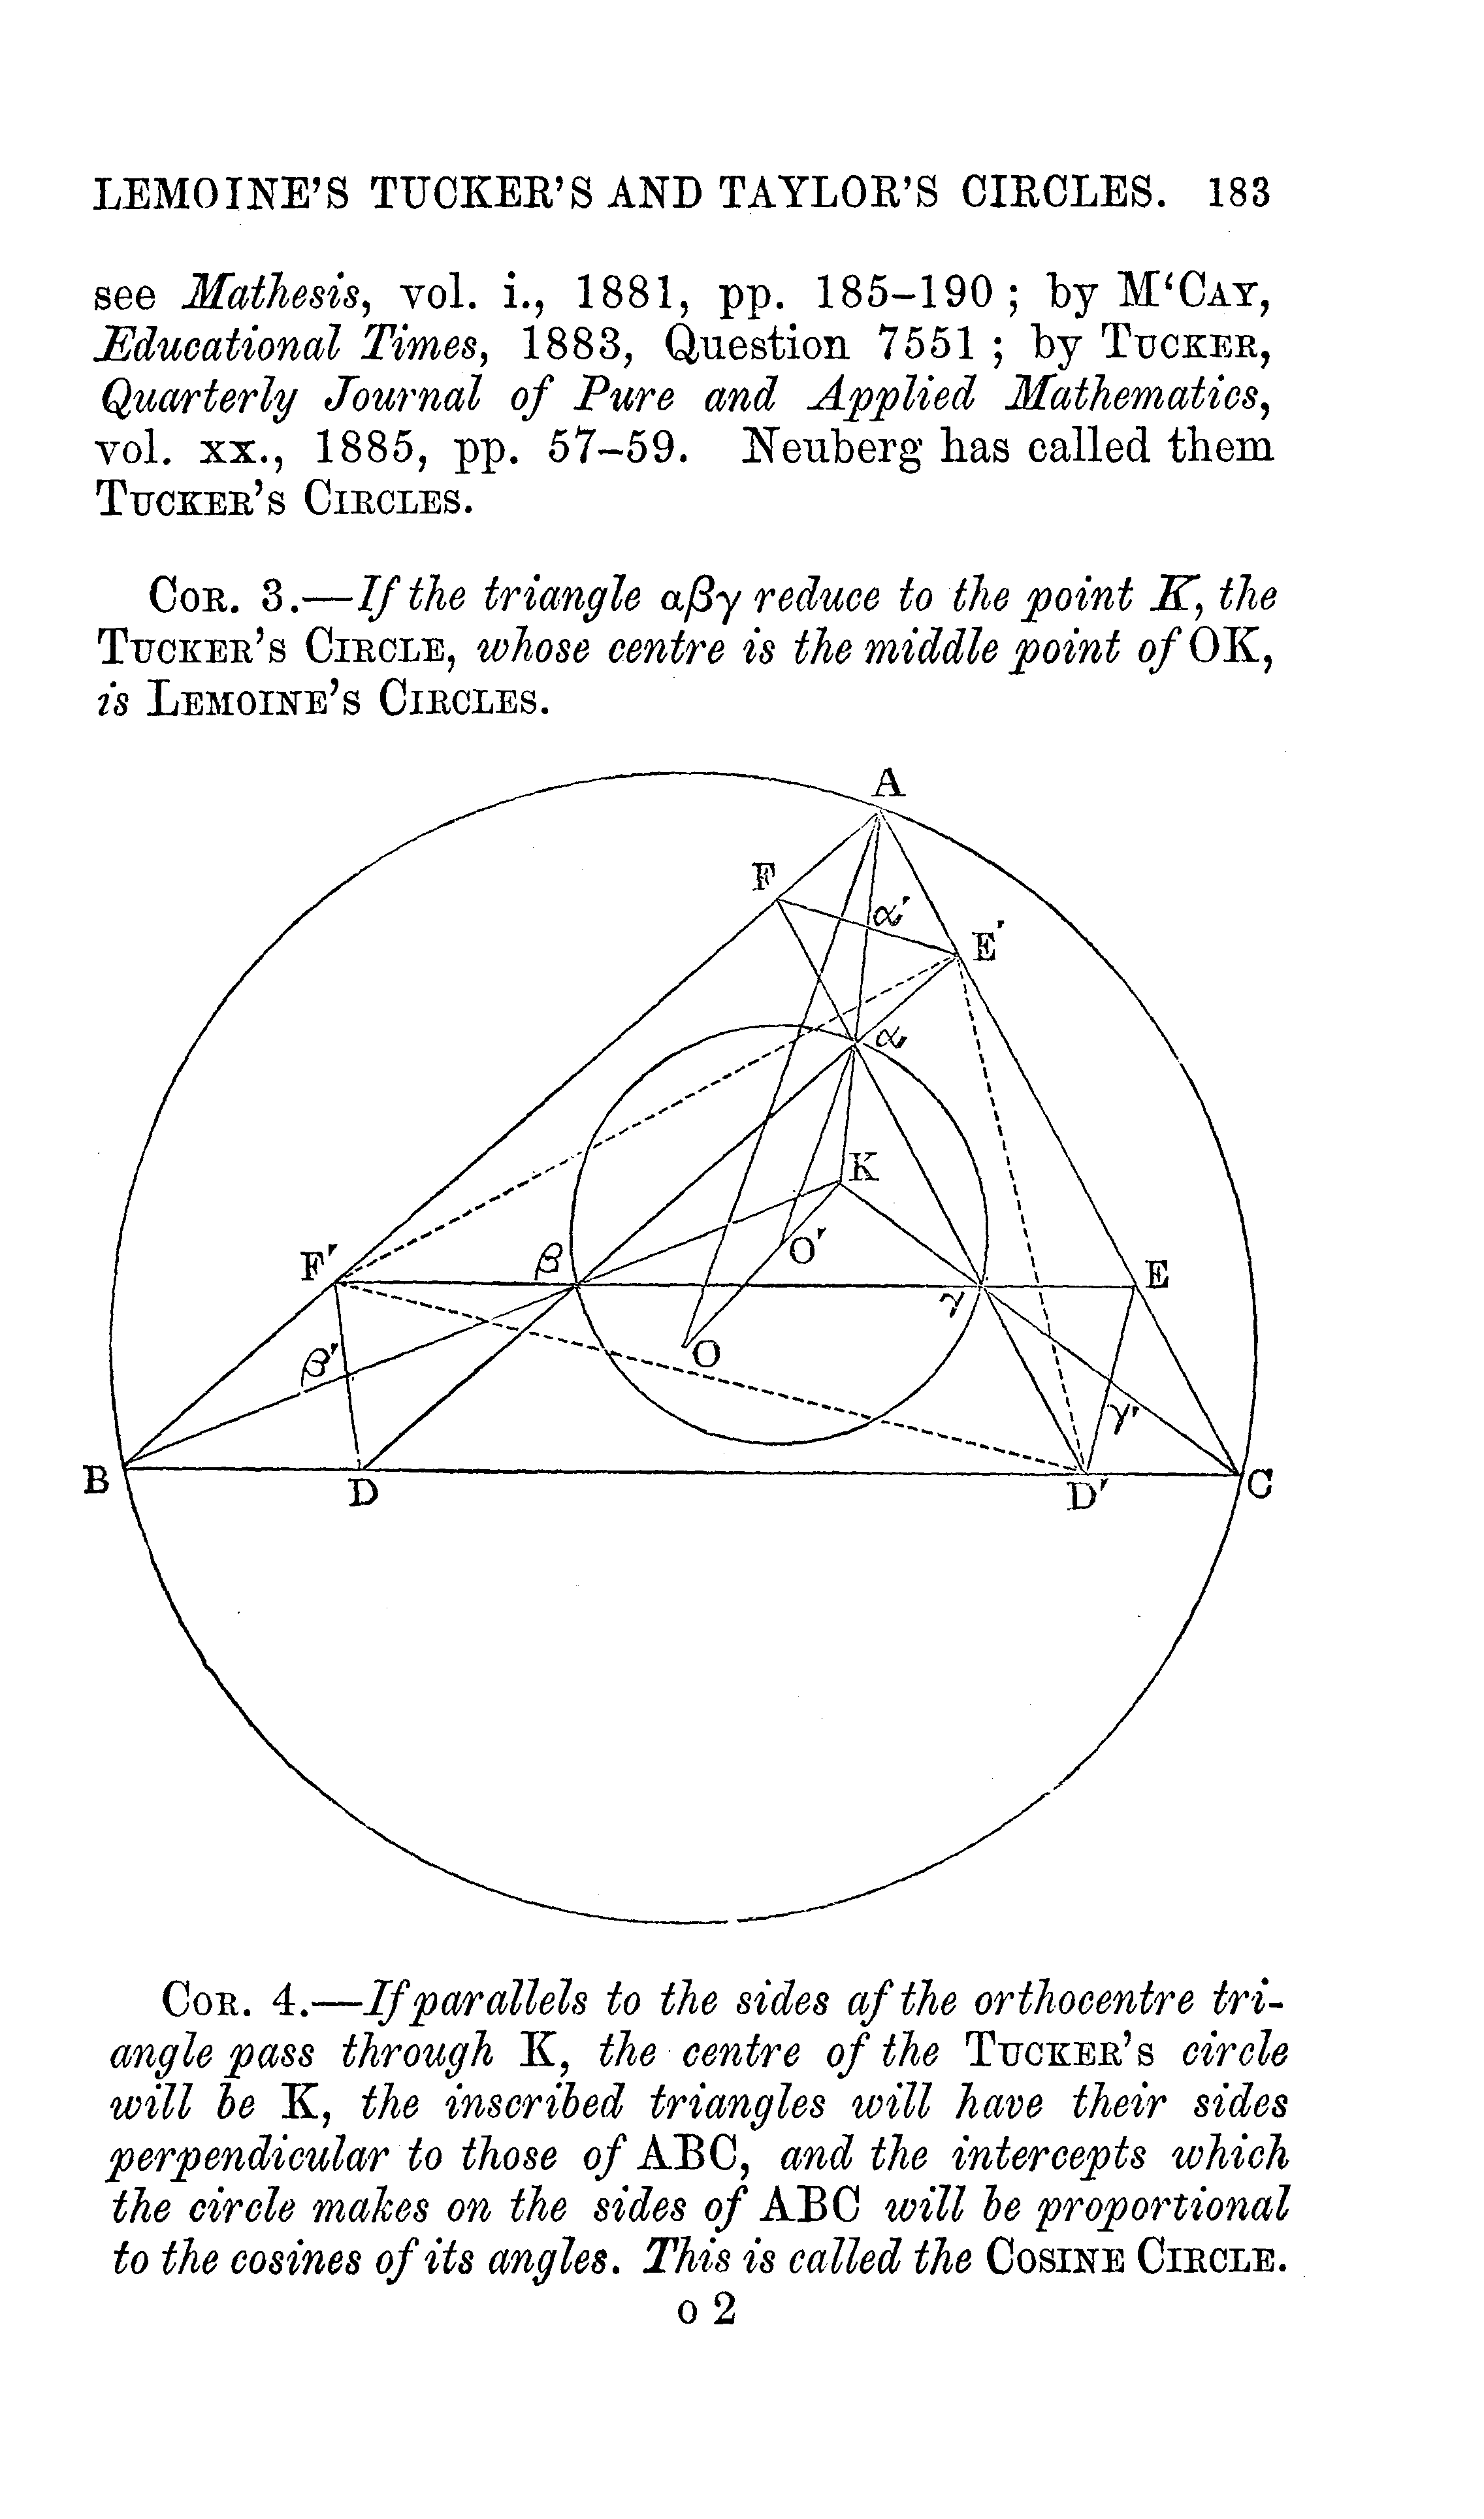 LEMOINE’S TUCKER’S AND TAYLOR’S CIRCLES. 183
see Mathesis, vol. i., 1881, pp. 185–190 ; by M‘CAY,
Educational Times, 1883, Question 7551 ; by TUCKER,
Quarterly Journal of Pure and Applied Mathematics,
vol. xx., 1885, pp. 57–59. Neuberg has called them
TUCKER’S CIRCLES.
COR. 3.—If the triangle αβγ reduce to the point K, the
TUCKER’S CIRCLE, whose centre is the middle point of OK,
is LEMOINE’S CIRCLES.
A
F
α′
E′
α
K
O′
F′
β
γ
E
O
β′
γ′
B
D
D′
C
COR. 4.—If parallels to the sides af the orthocentre tri-
angle pass through K, the centre of the TUCKER’S circle
will be K, the inscribed triangles will have their sides
perpendicular to those of ABC, and the intercepts which
the circle makes on the sides of ABC will be proportional
to the cosines of its angles. This is called the COSINE CIRCLE.
o 2